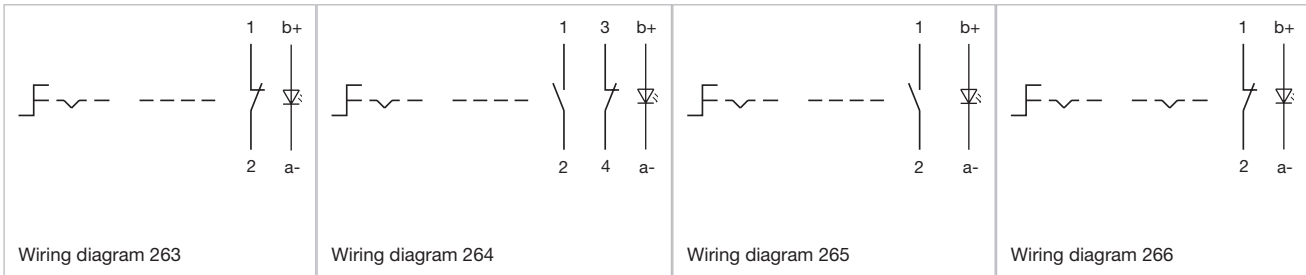 1 b+
2 a-
Wiring diagram 263
1 3 b+
2 4 a-
Wiring diagram 264
1 b+
2 a-
Wiring diagram 265
1 b+
2 a-
Wiring diagram 266